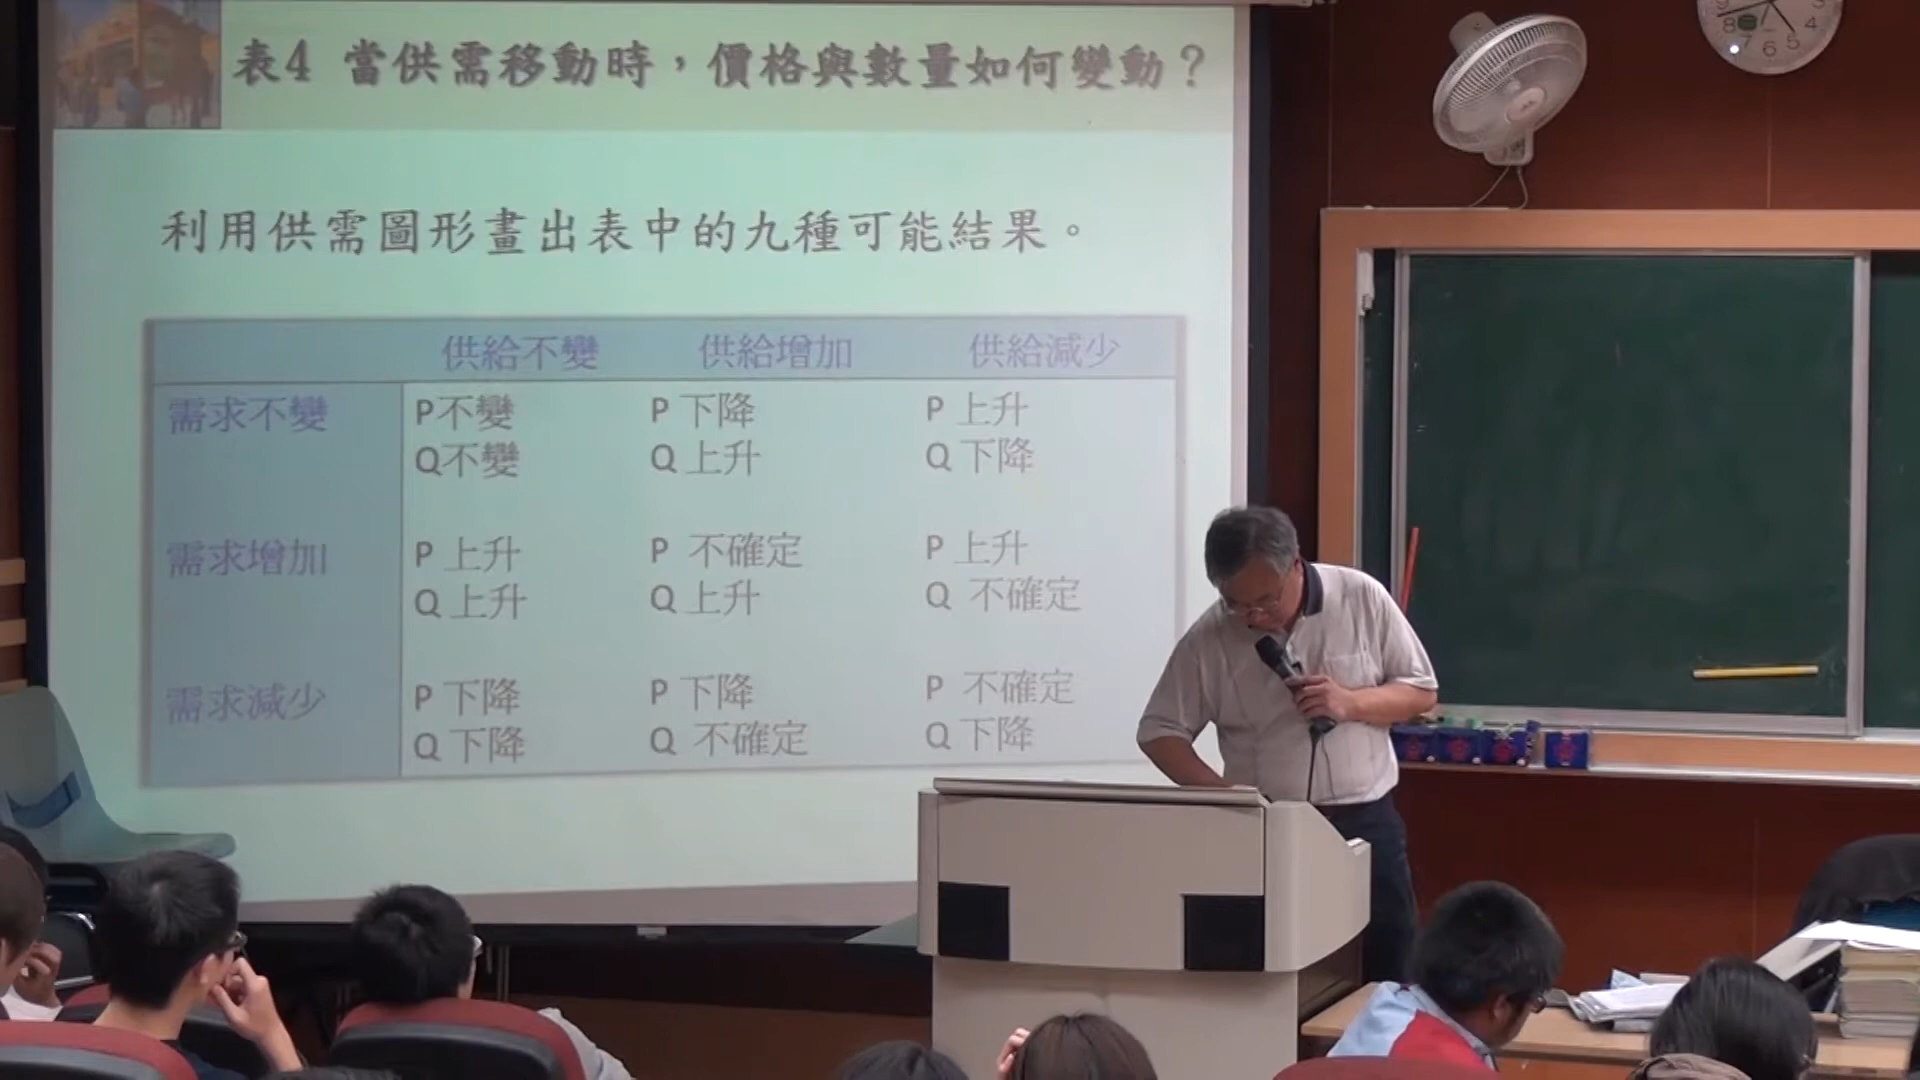 表4 當供需移動時，價格與數量如何變動？
利用供需圖形畫出表中的九種可能結果。
供給不變 供給增加 供給減少
需求不變 P不變 P 下降 P 上升
Q不變 Q 上升 Q 下降
需求增加 P 上升 P 不確定 P 上升
Q 上升 Q 上升 Q 不確定
需求減少 P 下降 P 下降 P 不確定
Q 下降 Q 不確定 Q 下降
8 7 6 5 4